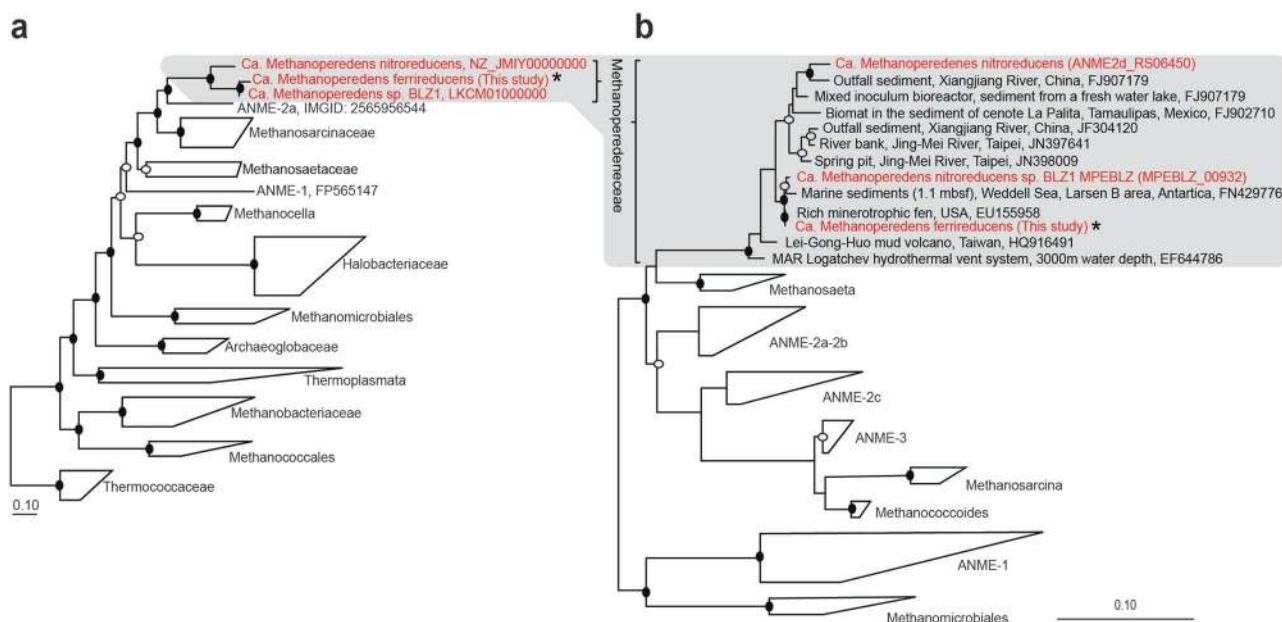 a
Ca. Methanoperedens nitroreducens, NZ_JMIY00000000
Ca. Methanoperedens ferrireducens (This study) *
Ca. Methanoperedens sp. BLZ1, LKCM01000000
ANME-2a, IMGID: 2565956544
Methanosarcinaceae
Methanosaetaceae
ANME-1, FP565147
Methanocella
Halobacteriaceae
Methanomicrobiales
Archaeoglobaceae
Thermoplasmata
Methanobacteriaceae
Methanococcales
Thermococcaceae
0.10
Methanoperedeneceae
b
Ca. Methanoperedenes nitroreducens (ANME2d_RS06450)
Outfall sediment, Xiangjiang River, China, FJ907179
Mixed inoculum bioreactor, sediment from a fresh water lake, FJ907179
Biomat in the sediment of cenote La Palita, Tamaulipas, Mexico, FJ902710
Outfall sediment, Xiangjiang River, China, JF304120
River bank, Jing-Mei River, Taipei, JN397641
Spring pit, Jing-Mei River, Taipei, JN398009
Ca. Methanoperedens nitroreducens sp. BLZ1 MPEBLZ (MPEBLZ_00932)
Marine sediments (1.1 mbsf), Weddell Sea, Larsen B area, Antartica, FN429776
Rich minerotrophic fen, USA, EU155958
Ca. Methanoperedens ferrireducens (This study) *
Lei-Gong-Huo mud volcano, Taiwan, HQ916491
MAR Logatchev hydrothermal vent system, 3000m water depth, EF644786
Methanosaeta
ANME-2a-2b
ANME-2c
ANME-3
Methanosarcina
Methanococcoides
ANME-1
Methanomicrobiales
0.10